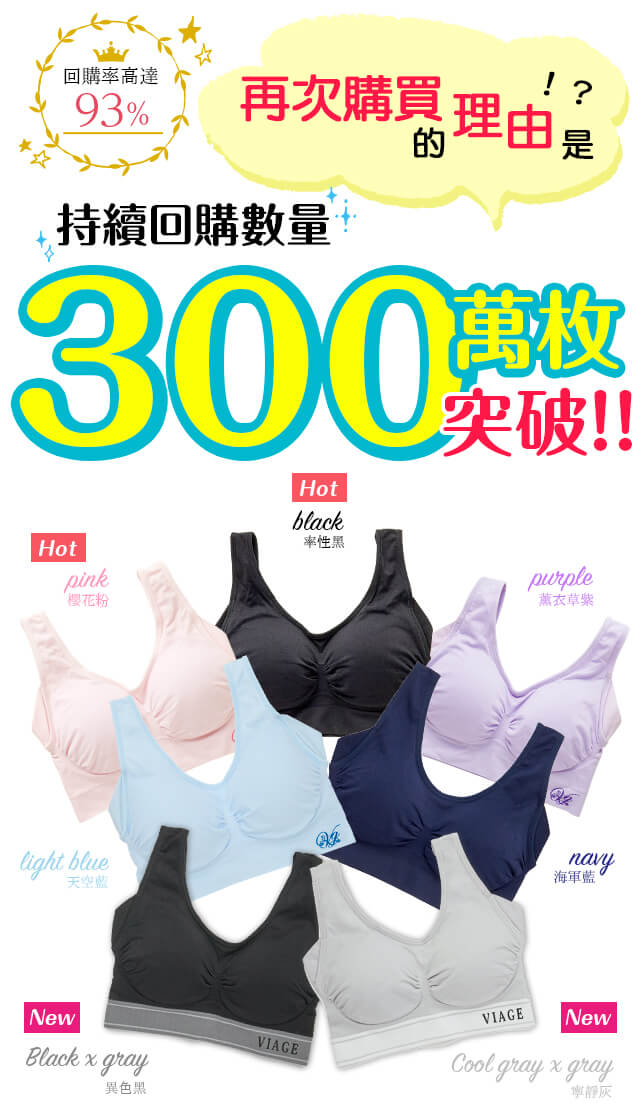 回購率高達
93%
再次購買
的理由是
！？
持續回購數量
300萬枚
突破!!
Hot
black
率性黑
Hot
pink
櫻花粉
purple
薰衣草紫
light blue
天空藍
navy
海軍藍
VIAGE
VIAGE
New
Black x gray
異色黑
New
Cool gray x gray
寧靜灰